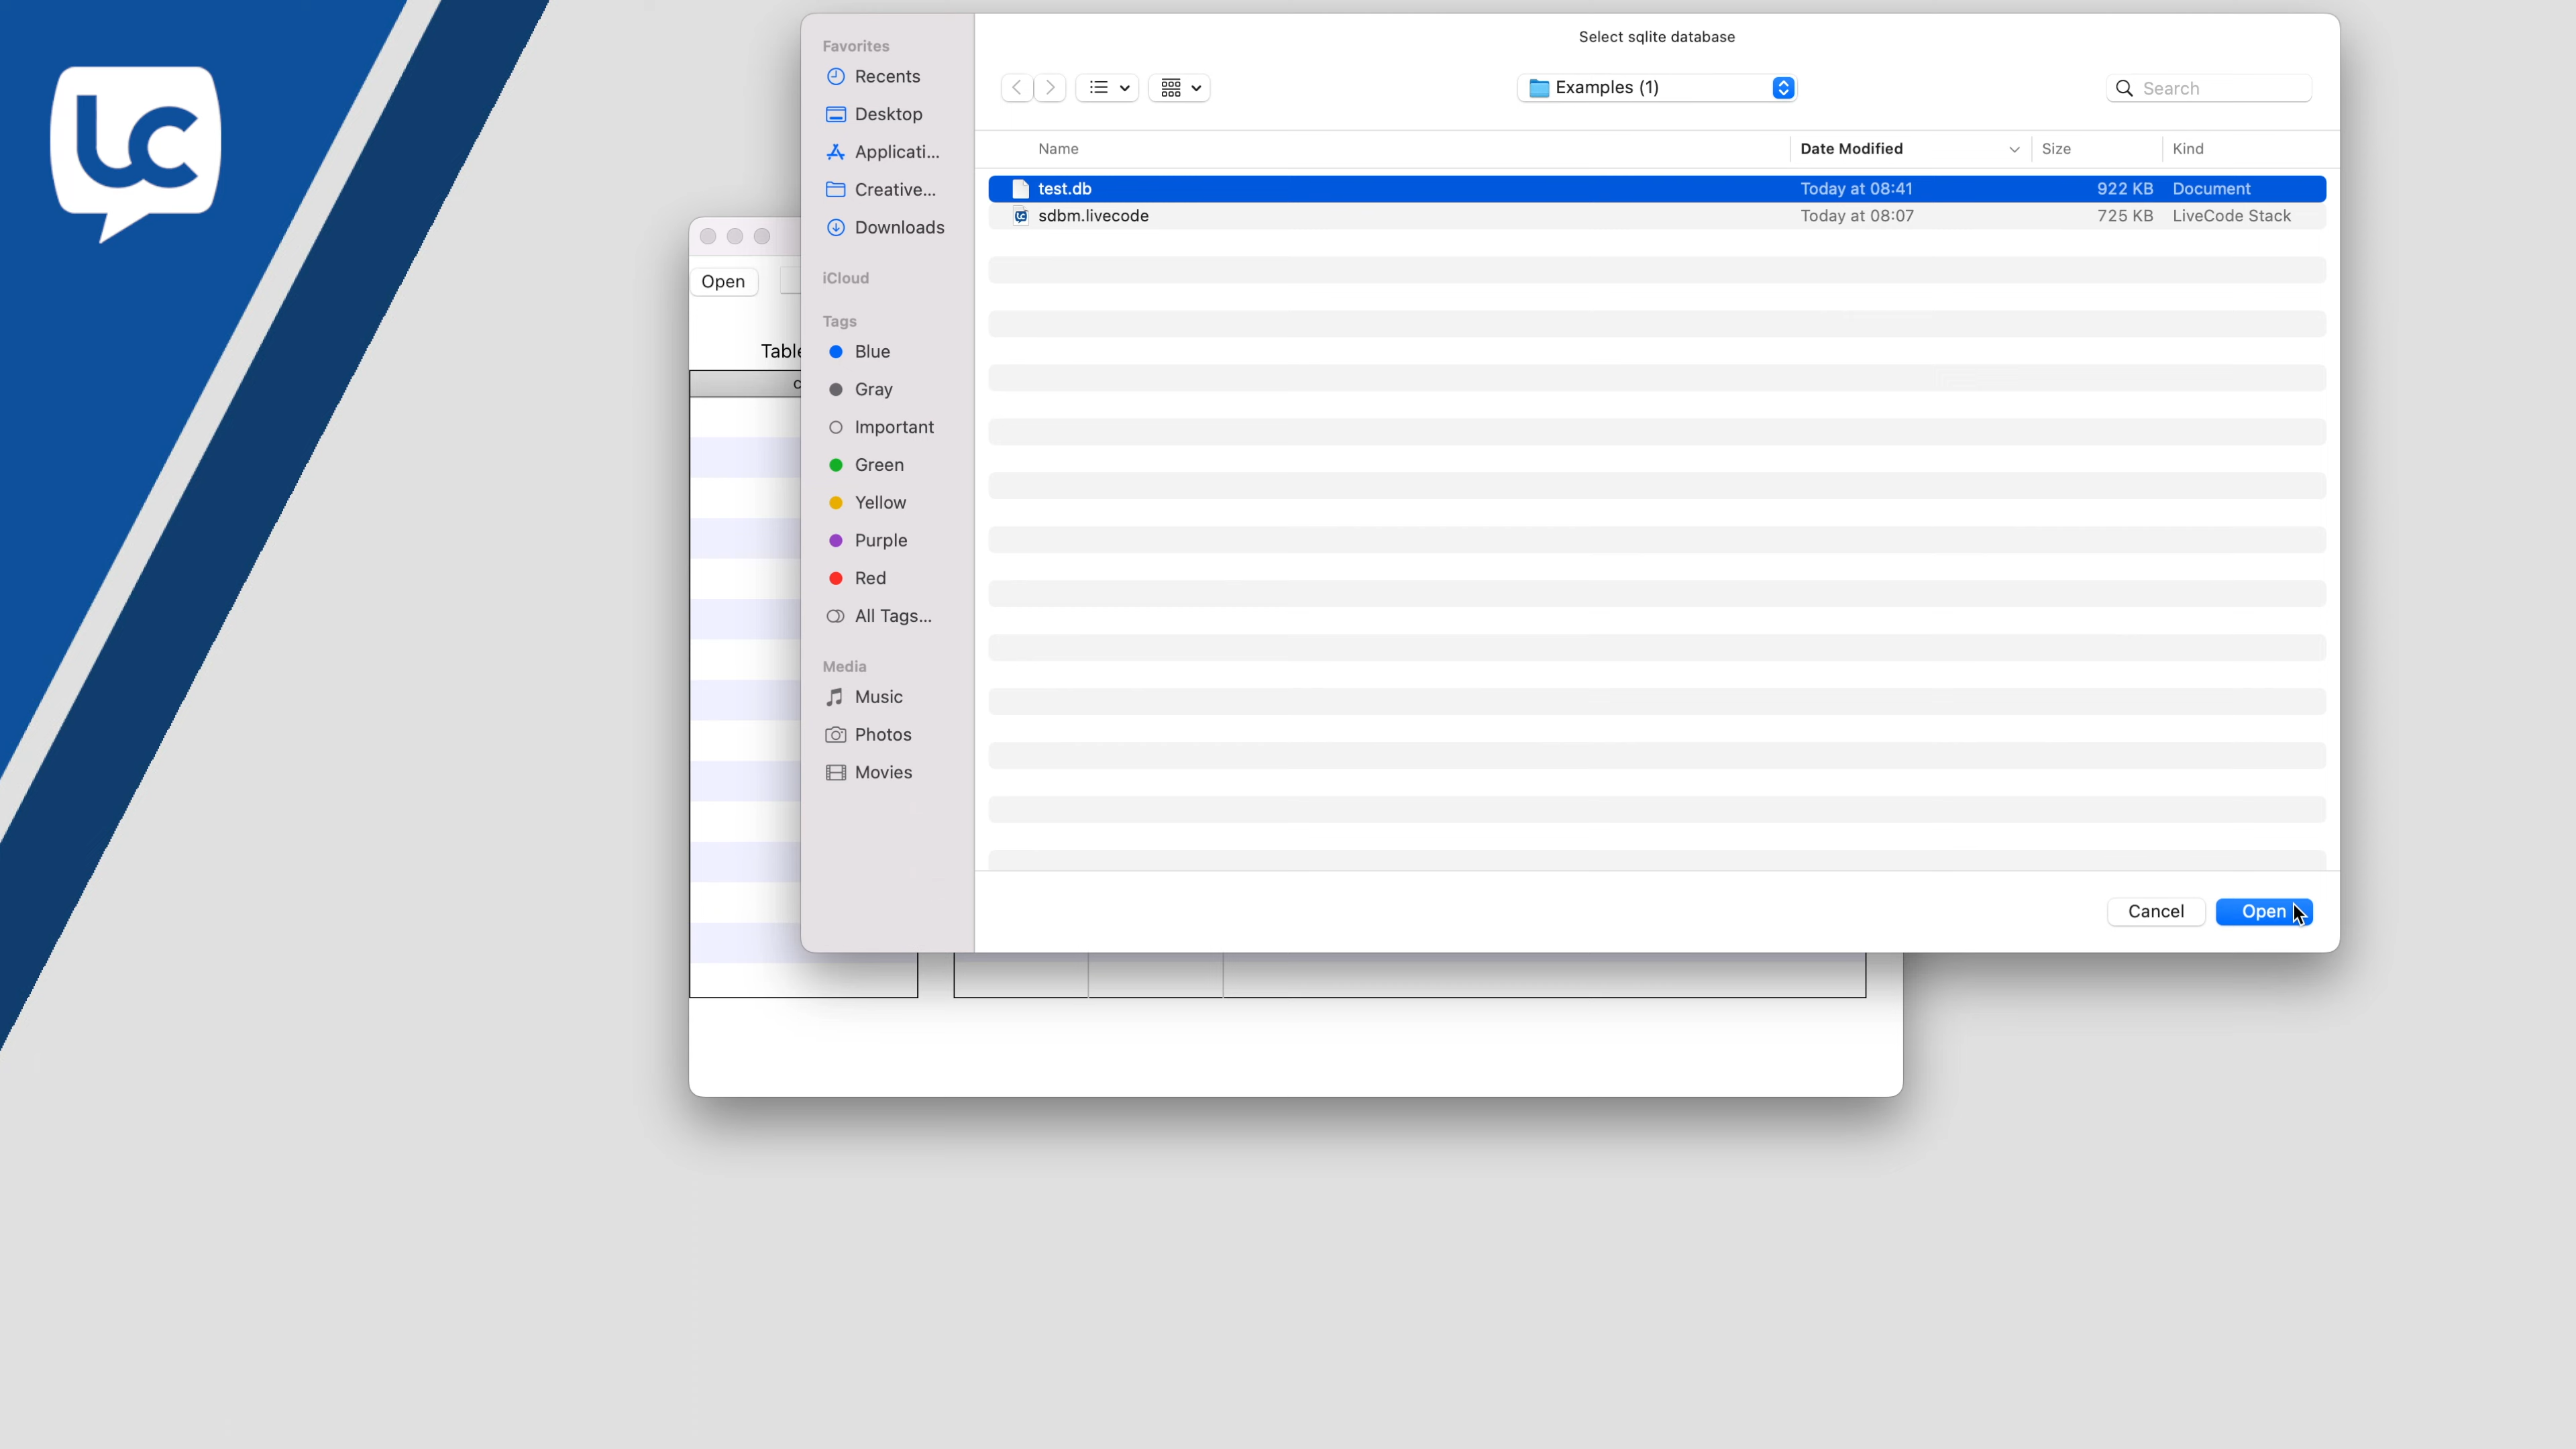 LC
Select sqlite database
Favorites
Recents
Desktop
Applicati...
Creative...
Downloads
iCloud
Tags
Blue
Gray
Important
Green
Yellow
Purple
Red
All Tags...
Media
Music
Photos
Movies
Examples (1)
Search
Name Date Modified Size Kind
test.db Today at 08:41 922 KB Document
sdbm.livecode Today at 08:07 725 KB LiveCode Stack
Cancel Open
Open